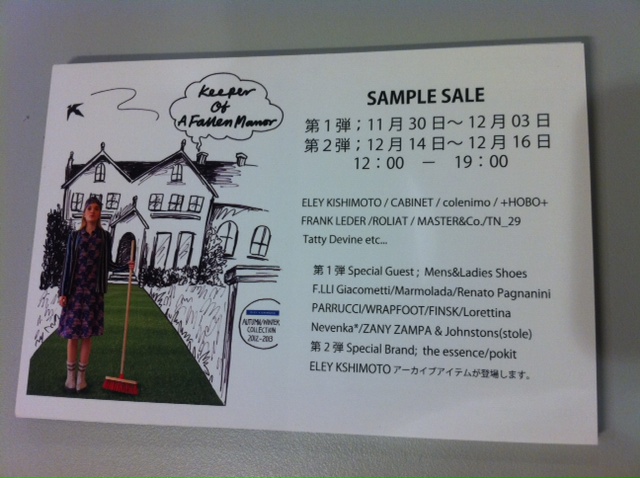 Keeper
Of
A Fallen Manor
AUTUMN/WINTER
COLLECTION
2012-2013
SAMPLE SALE
第1弾；11月30日～12月03日
第2弾；12月14日～12月16日
12：00 － 19：00
ELEY KISHIMOTO / CABINET / colenimo / +HOBO+
FRANK LEDER /ROLIAT / MASTER&Co./TN_29
Tatty Devine etc...
第1弾 Special Guest ; Mens&Ladies Shoes
F.LLI Giacometti/Marmolada/Renato Pagnanini
PARRUCCI/WRAPFOOT/FINSK/Lorettina
Nevenka*/ZANY ZAMPA & Johnstons(stole)
第2弾 Special Brand; the essence/pokit
ELEY KSHIMOTO アーカイブアイテムが登場します。